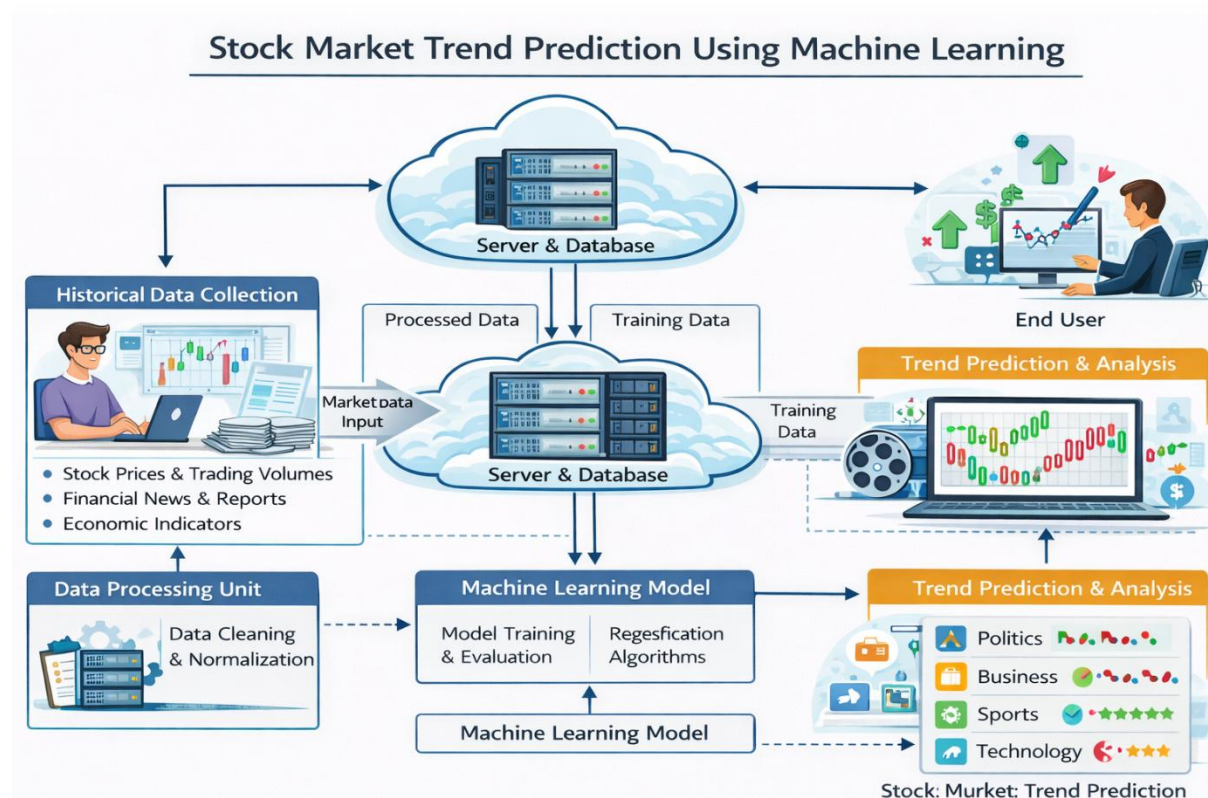 Stock Market Trend Prediction Using Machine Learning
Server & Database
Historical Data Collection
Stock Prices & Trading Volumes
Financial News & Reports
Economic Indicators
Processed Data
Training Data
End User
Market Data
Input
Server & Database
Training
Data
Trend Prediction & Analysis
Data Processing Unit
Data Cleaning
& Normalization
Machine Learning Model
Model Training
& Evaluation
Regesfication
Algorithms
Machine Learning Model
Trend Prediction & Analysis
Politics
Business
Sports
Technology
Stock: Murket: Trend Prediction